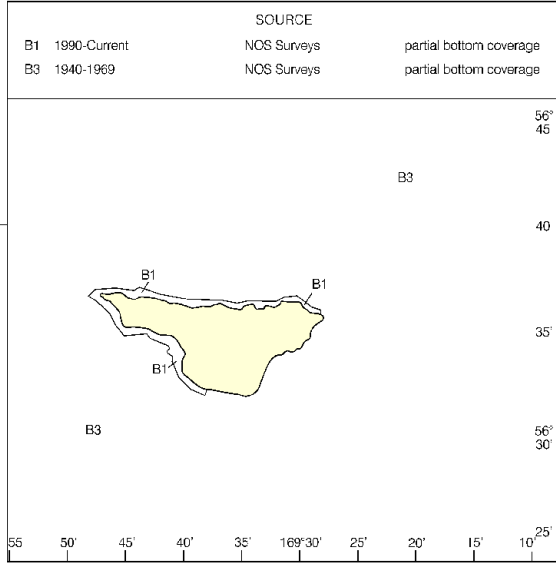 SOURCE
B1 1990-Current NOS Surveys partial bottom coverage
B3 1940-1969 NOS Surveys partial bottom coverage
56°
45'
B3
40'
B1
B1
35'
B1
B3
56°
30'
25'
55 50' 45' 40' 35' 169°30' 25' 20' 15' 10'